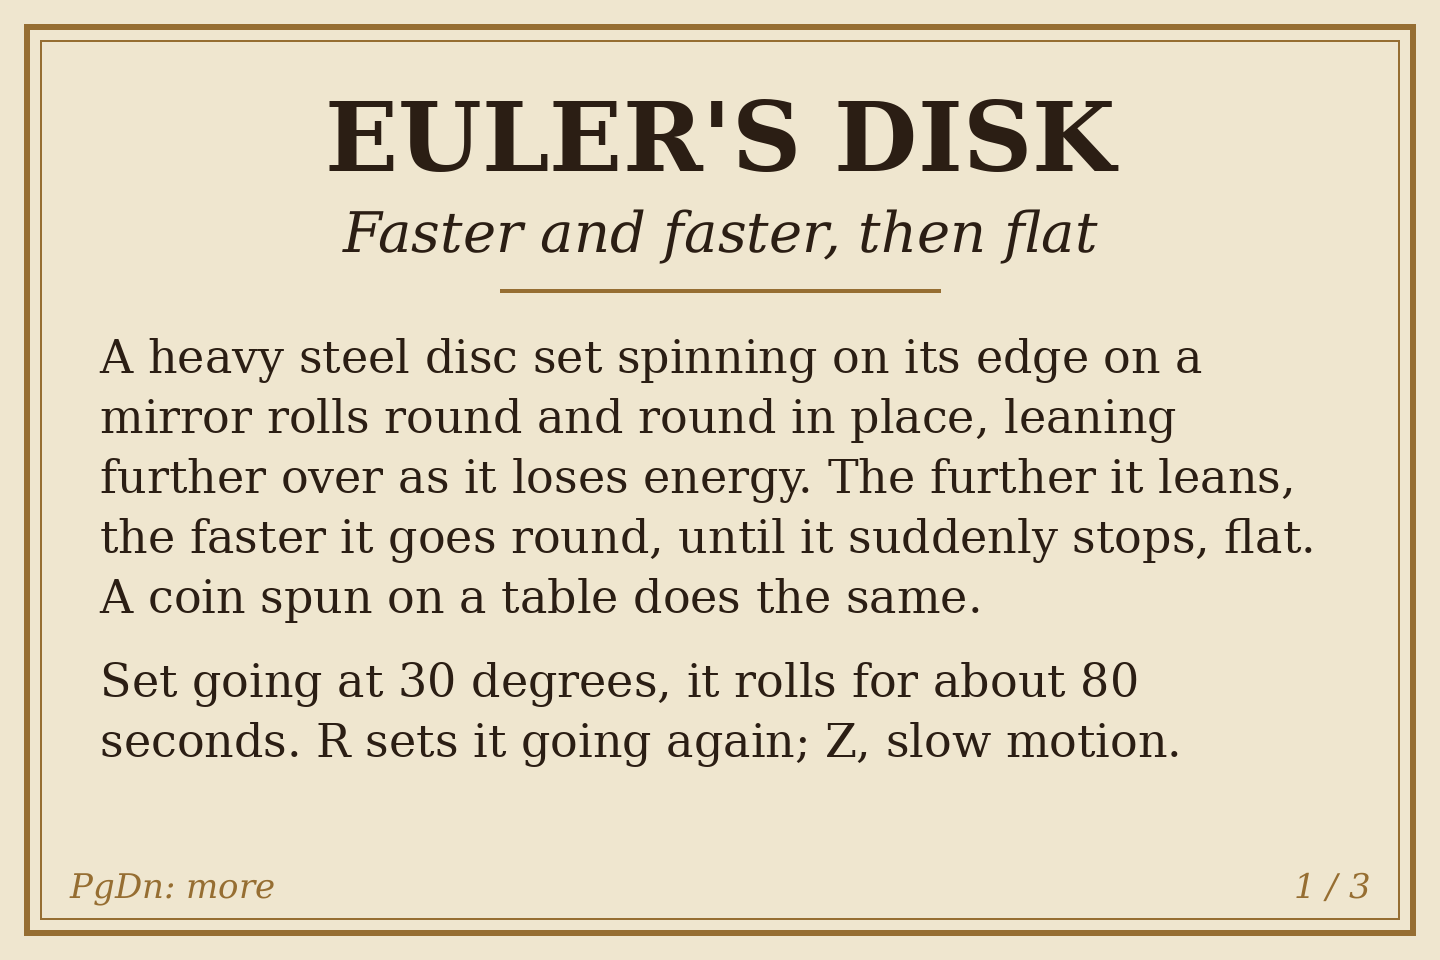 EULER'S DISK
Faster and faster, then flat
A heavy steel disc set spinning on its edge on a
mirror rolls round and round in place, leaning
further over as it loses energy. The further it leans,
the faster it goes round, until it suddenly stops, flat.
A coin spun on a table does the same.
Set going at 30 degrees, it rolls for about 80
seconds. R sets it going again; Z, slow motion.
PgDn: more
1 / 3